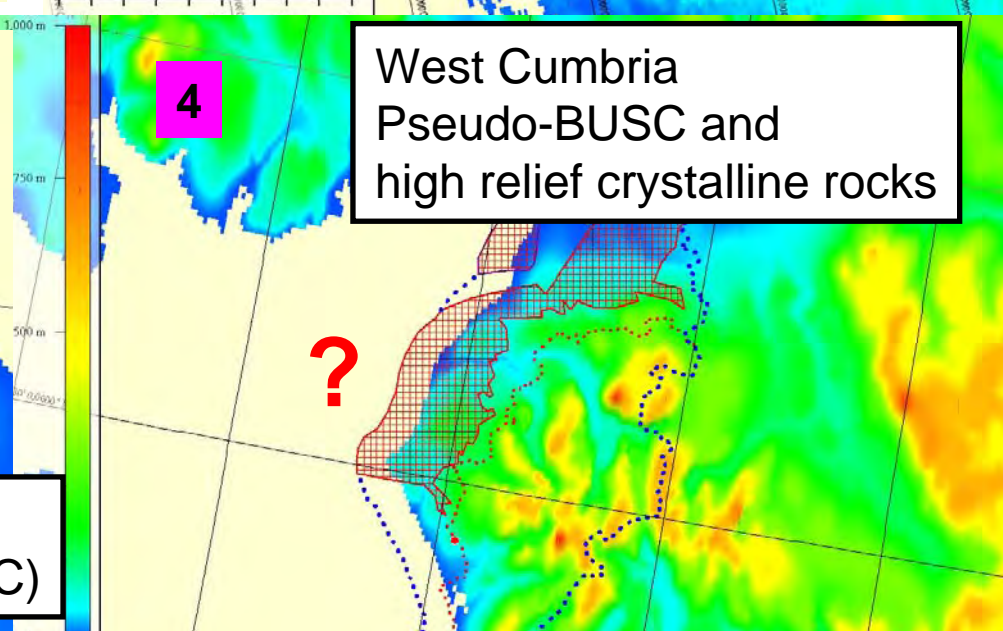 1.000 m
4
West Cumbria
Pseudo-BUSC and
high relief crystalline rocks
750 m
500 m
?
C)